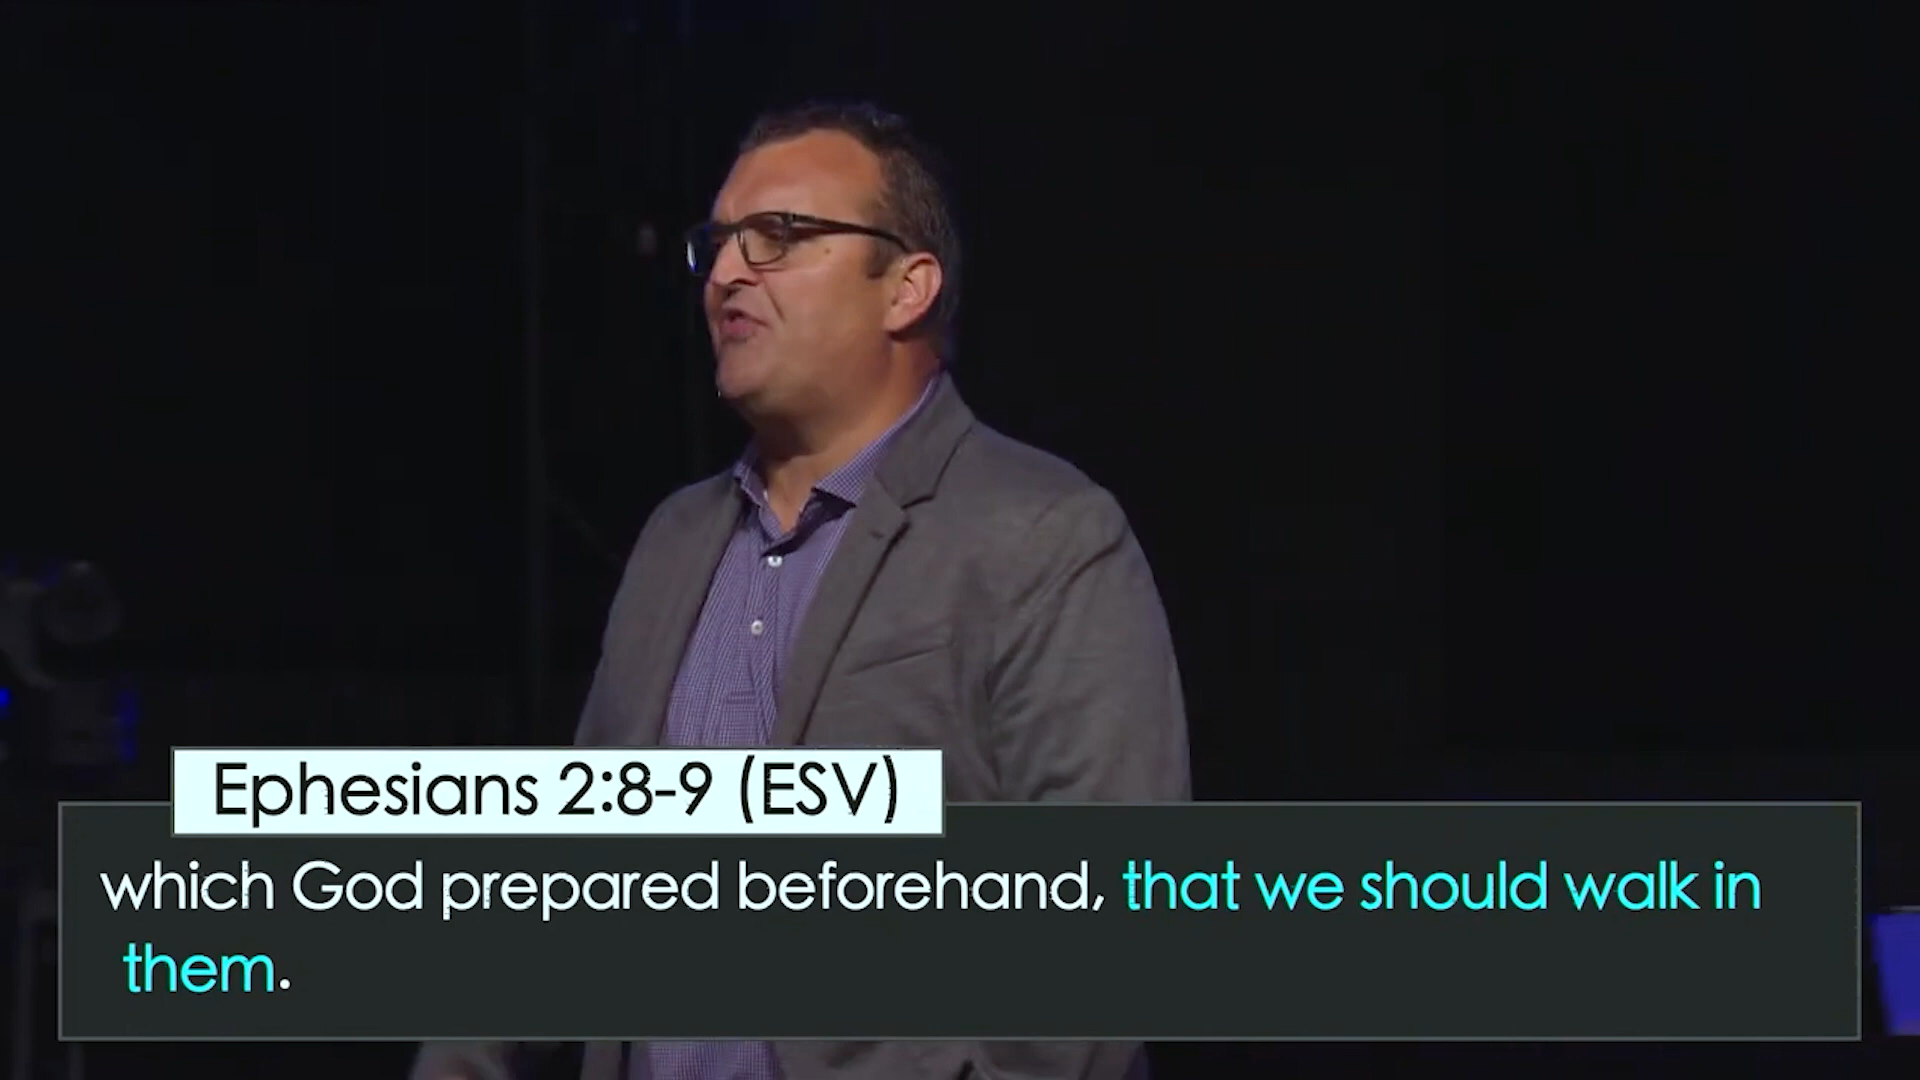 Ephesians 2:8-9 (ESV)
which God prepared beforehand, that we should walk in
them.